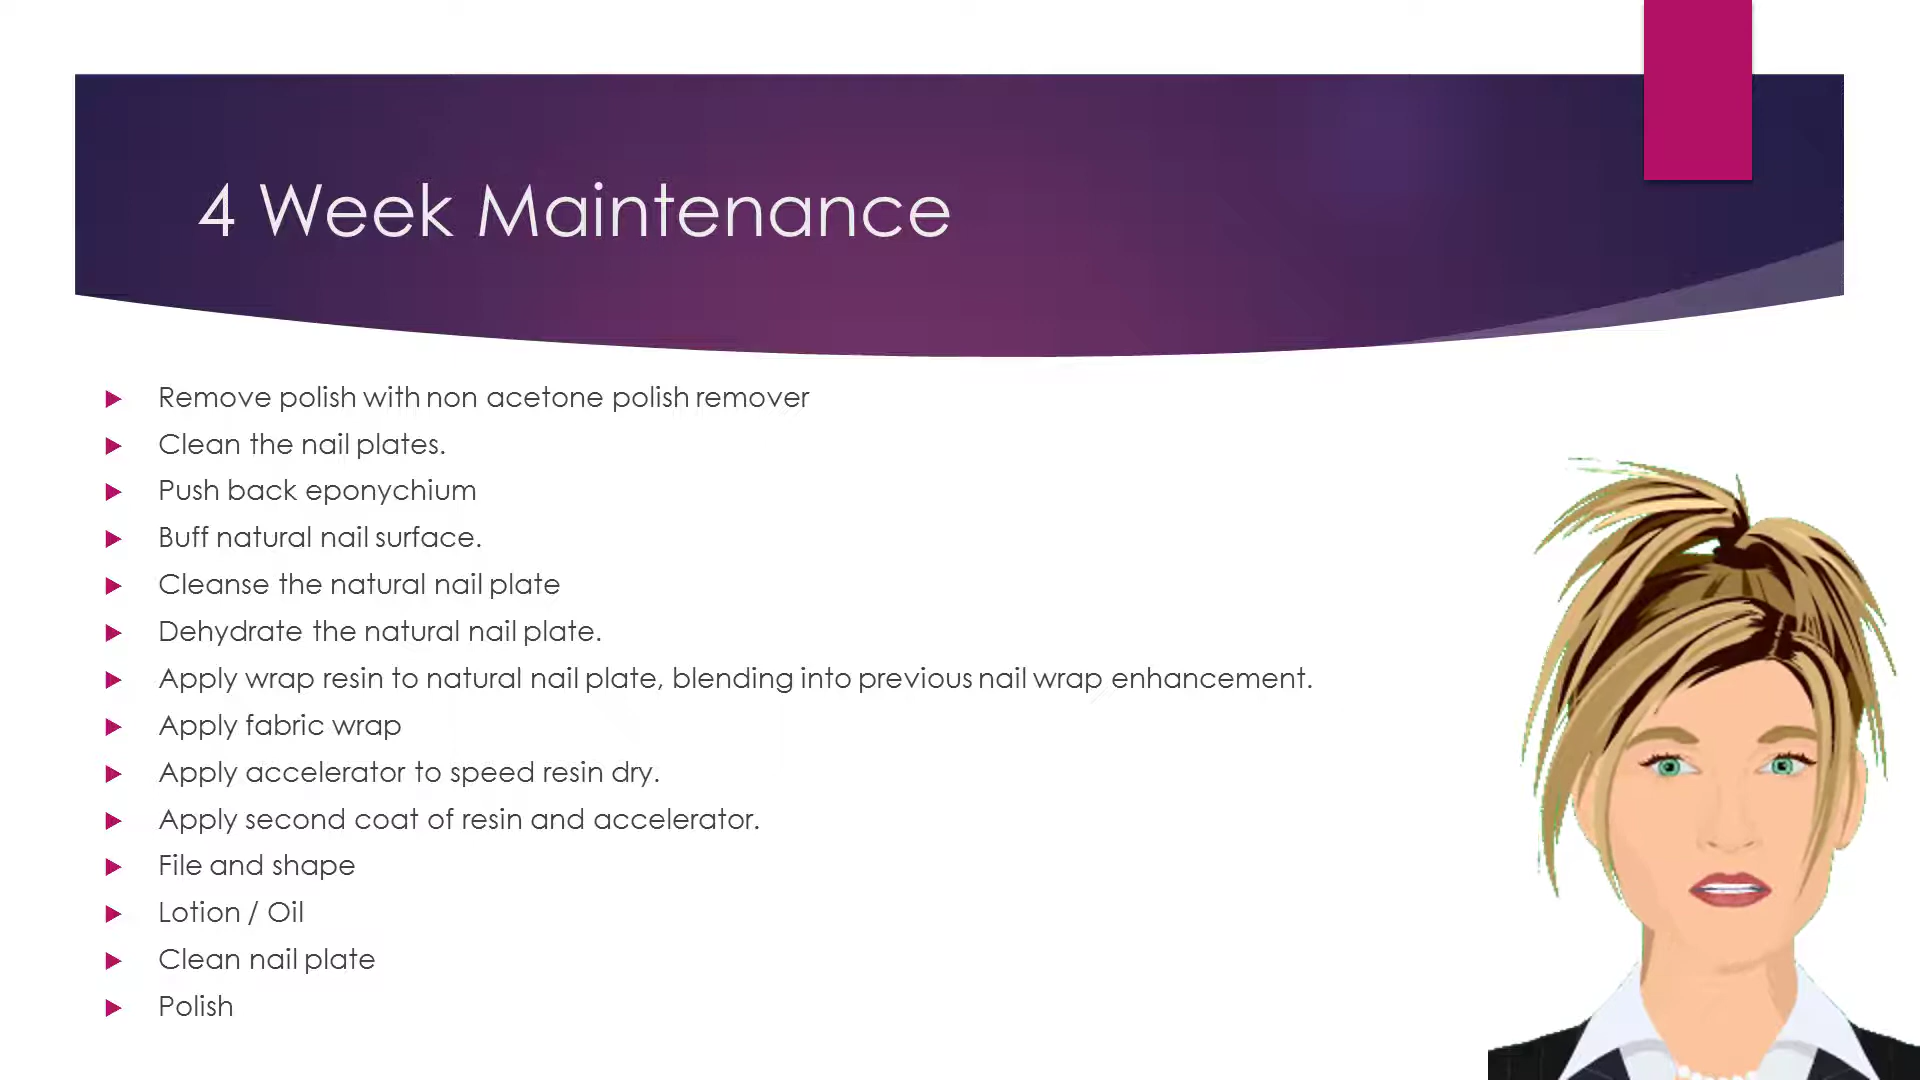 4 Week Maintenance
Remove polish with non acetone polish remover
Clean the nail plates.
Push back eponychium
Buff natural nail surface.
Cleanse the natural nail plate
Dehydrate the natural nail plate.
Apply wrap resin to natural nail plate, blending into previous nail wrap enhancement.
Apply fabric wrap
Apply accelerator to speed resin dry.
Apply second coat of resin and accelerator.
File and shape
Lotion / Oil
Clean nail plate
Polish